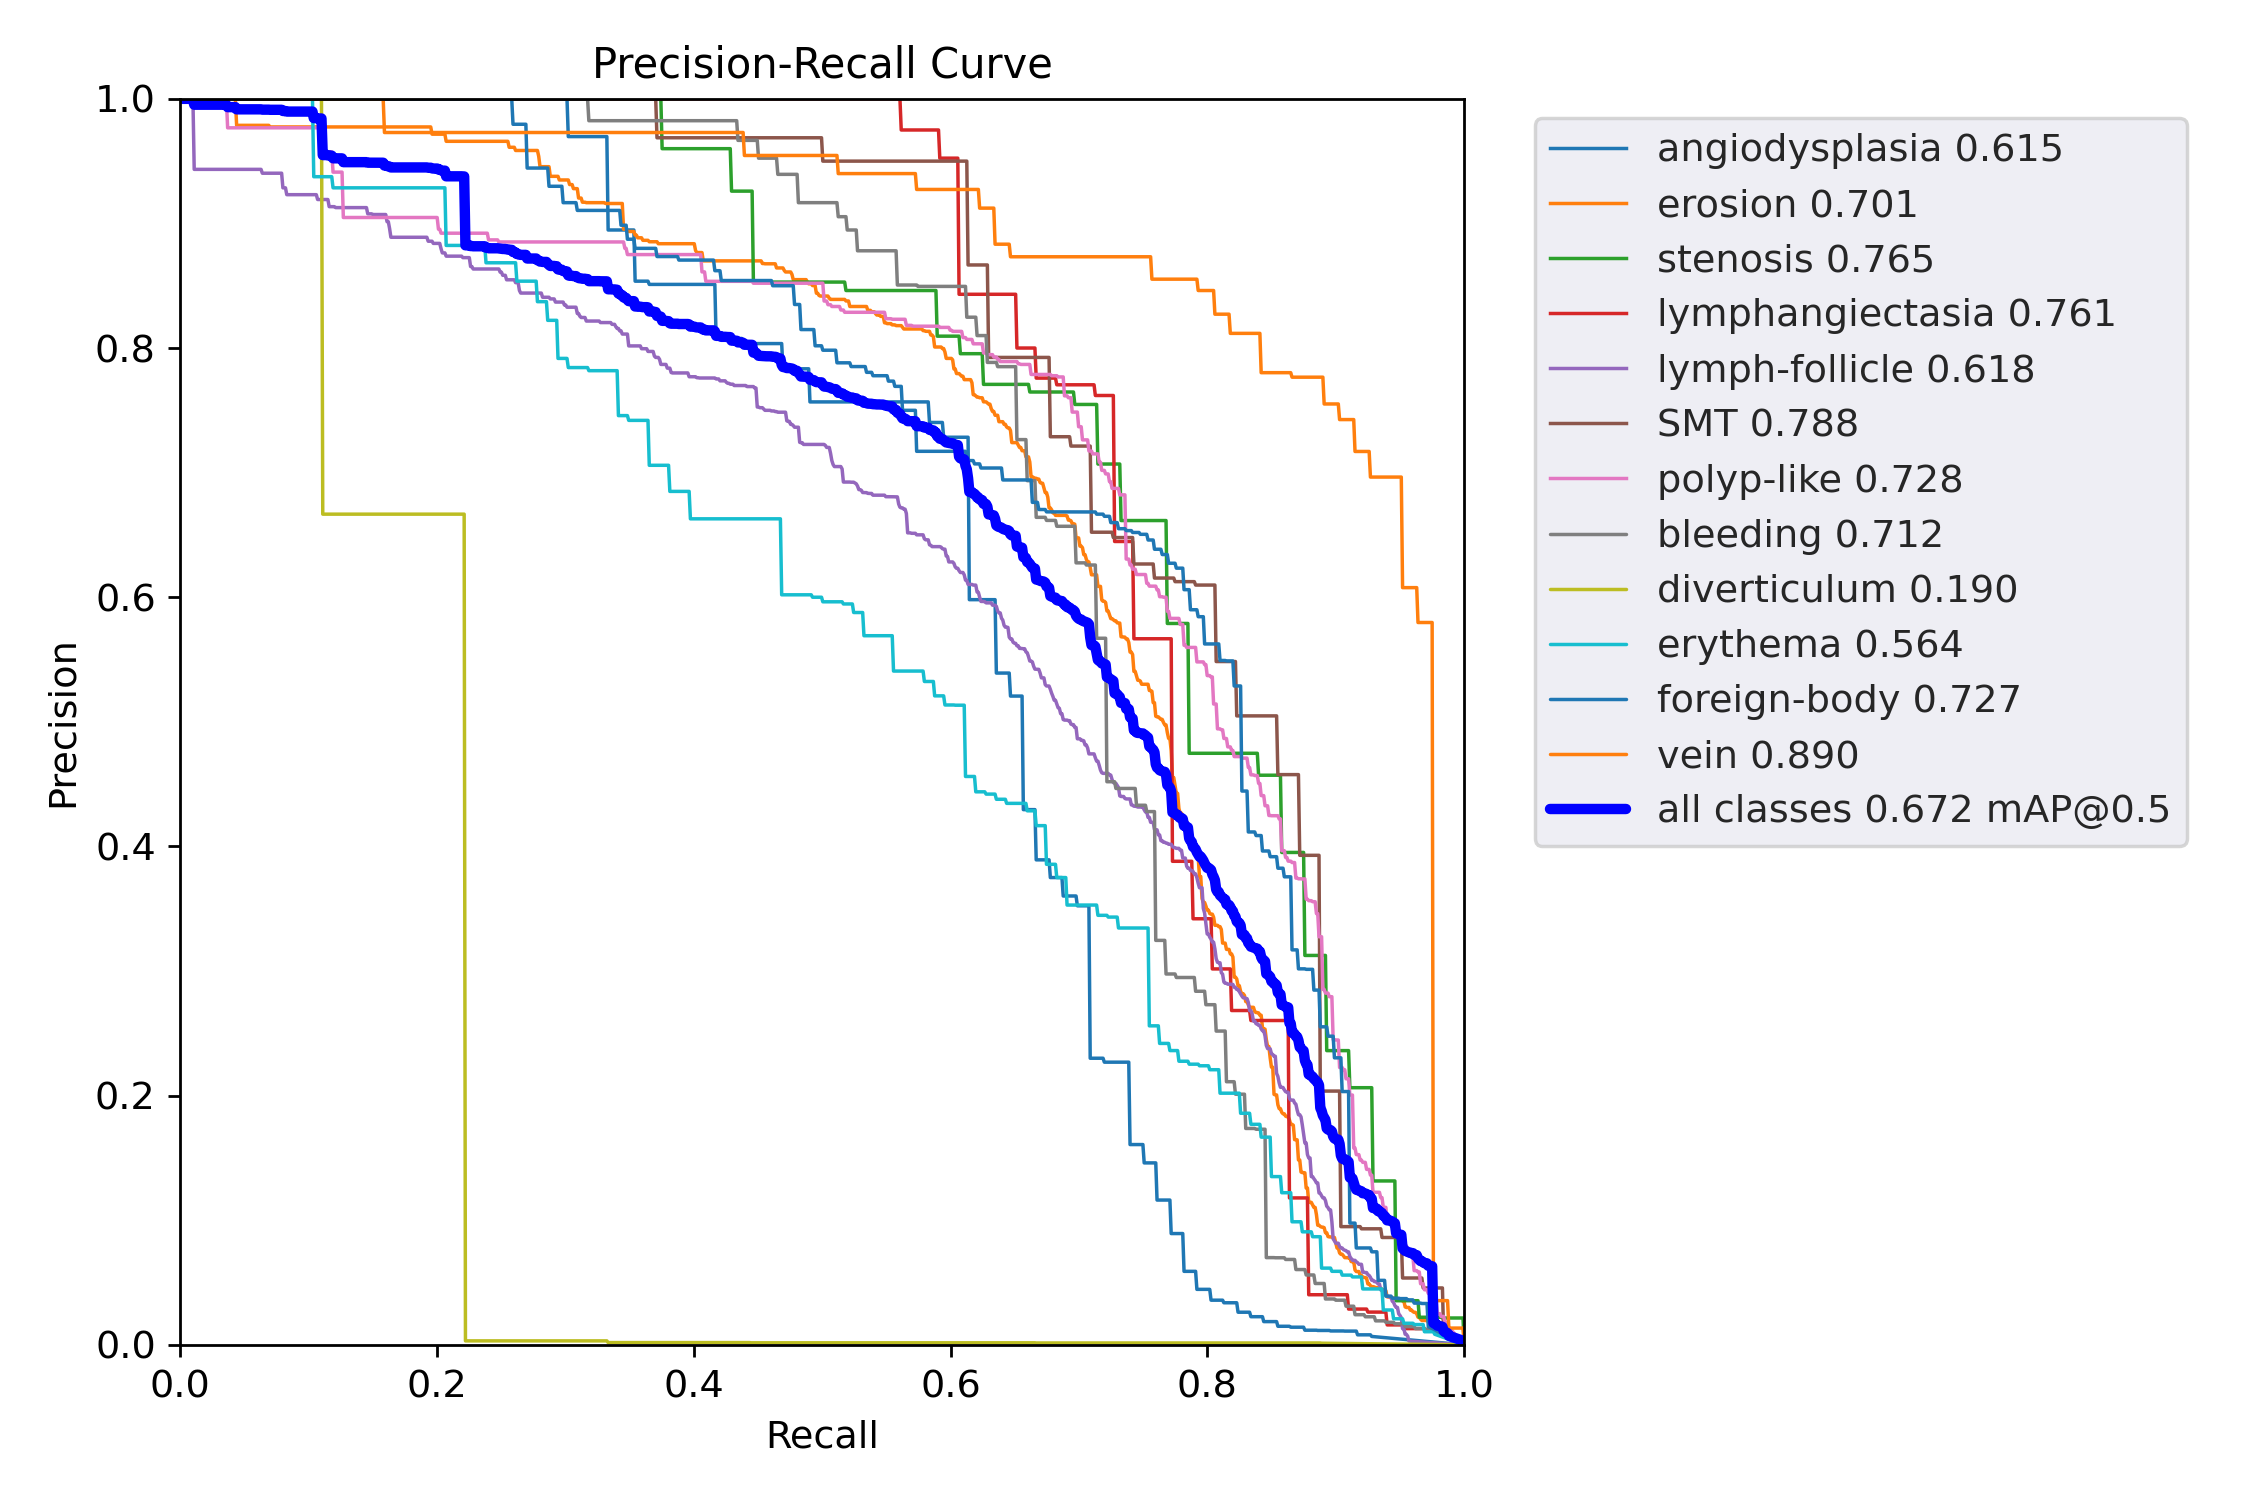 Precision-Recall Curve
1.0
0.8
0.6
0.4
0.2
0.0
Precision
0.0 0.2 0.4 0.6 0.8 1.0
Recall
angiodysplasia 0.615
erosion 0.701
stenosis 0.765
lymphangiectasia 0.761
lymph-follicle 0.618
SMT 0.788
polyp-like 0.728
bleeding 0.712
diverticulum 0.190
erythema 0.564
foreign-body 0.727
vein 0.890
all classes 0.672 mAP@0.5